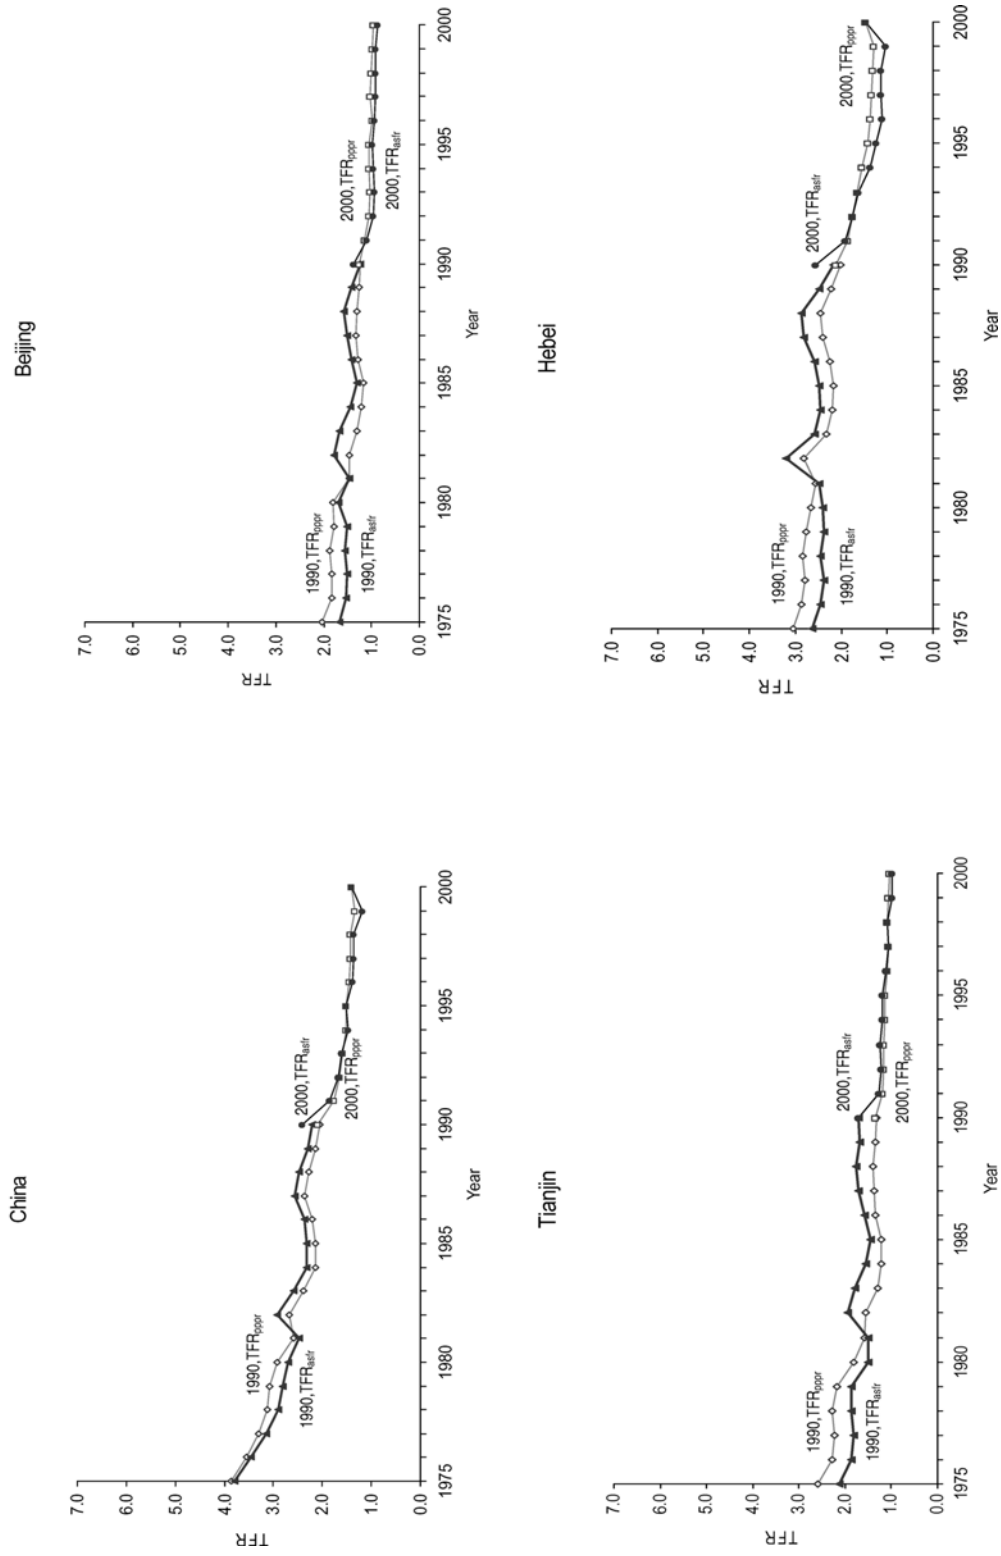 China
7.0
6.0
5.0
4.0
3.0
2.0
1.0
0.0
TFR
1990,TFRpppr
1990,TFRasfr
2000,TFRasfr
2000,TFRpppr
1975
1980
1985
1990
1995
2000
Year
Beijing
7.0
6.0
5.0
4.0
3.0
2.0
1.0
0.0
TFR
1990,TFRpppr
1990,TFRasfr
2000,TFRpppr
2000,TFRasfr
1975
1980
1985
1990
1995
2000
Year
Tianjin
7.0
6.0
5.0
4.0
3.0
2.0
1.0
0.0
TFR
1990,TFRpppr
1990,TFRasfr
2000,TFRasfr
2000,TFRpppr
1975
1980
1985
1990
1995
2000
Year
Hebei
7.0
6.0
5.0
4.0
3.0
2.0
1.0
0.0
TFR
1990,TFRpppr
1990,TFRasfr
2000,TFRasfr
2000,TFRpppr
1975
1980
1985
1990
1995
2000
Year